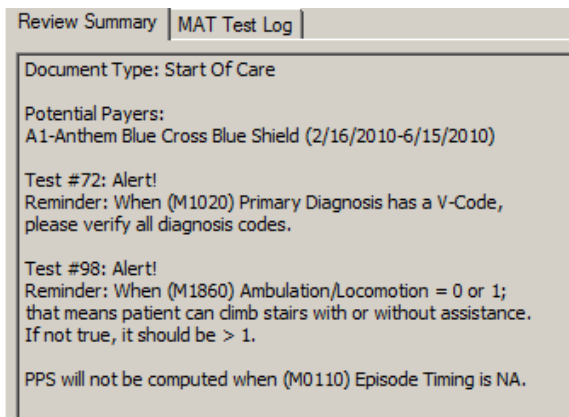 Review Summary
MAT Test Log
Document Type: Start Of Care
Potential Payers:
A1-Anthem Blue Cross Blue Shield (2/16/2010-6/15/2010)
Test #72: Alert!
Reminder: When (M1020) Primary Diagnosis has a V-Code,
please verify all diagnosis codes.
Test #98: Alert!
Reminder: When (M1860) Ambulation/Locomotion = 0 or 1;
that means patient can climb stairs with or without assistance.
If not true, it should be > 1.
PPS will not be computed when (M0110) Episode Timing is NA.